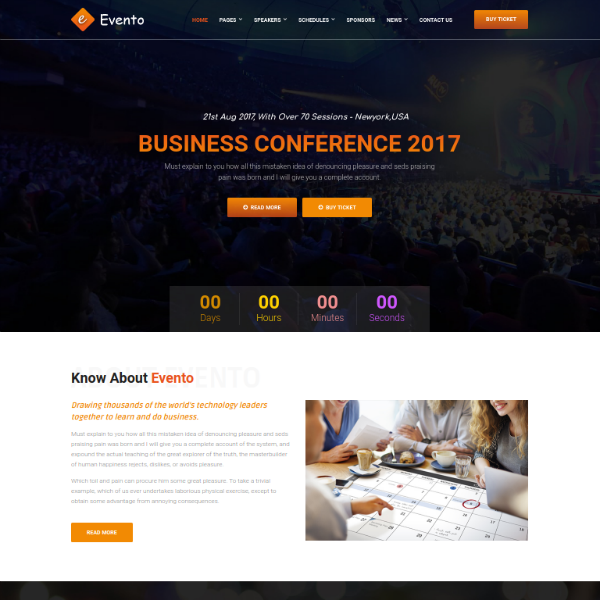 e Evento
HOME PAGES SPEAKERS SCHEDULES SPONSORS NEWS CONTACT US BUY TICKET
21st Aug 2017, With Over 70 Sessions - Newyork,USA
BUSINESS CONFERENCE 2017
Must explain to you how all this mistaken idea of denouncing pleasure and seds praising
pain was born and I will give you a complete account.
READ MORE BUY TICKET
00 00 00 00
Days Hours Minutes Seconds
Know About Evento
Drawing thousands of the world's technology leaders
together to learn and do business.
Must explain to you how all this mistaken idea of denouncing pleasure and seds
praising pain was born and I will give you a complete account of the system, and
expound the actual teaching of the great explorer of the truth, the masterbuilder
of human happiness rejects, dislikes, or avoids pleasure.
Which toil and pain can procure him some great pleasure. To take a trivial
example, which of us ever undertakes laborious physical exercise, except to
obtain some advantage from annoying consequences.
READ MORE